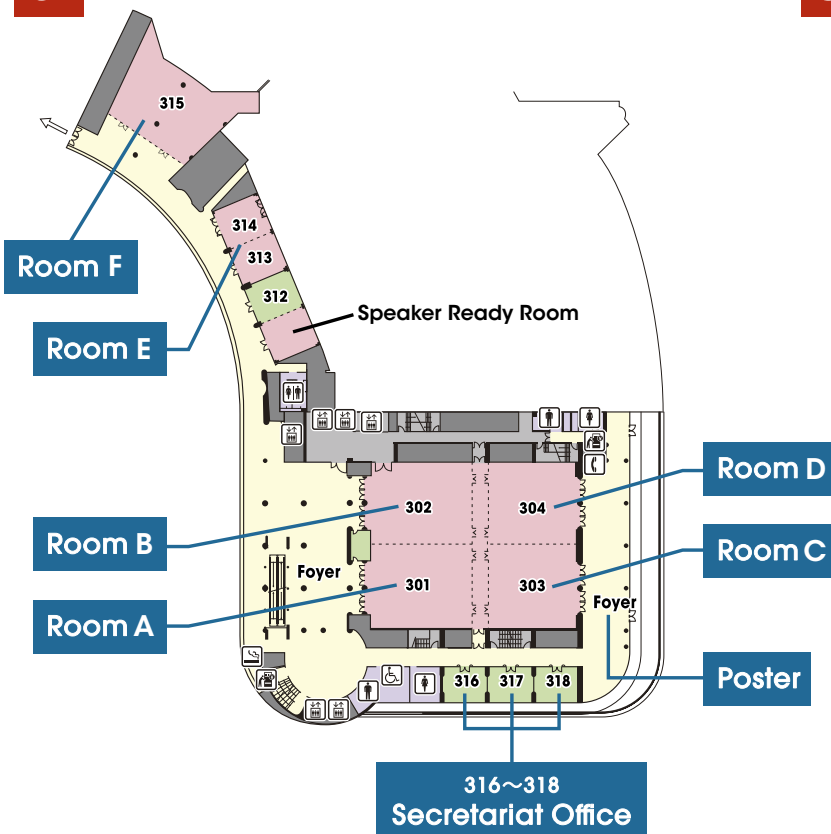 315
Room F
314
313
312
Room E
Speaker Ready Room
302
304
Room D
Room B
Room C
Foyer
301
303
Foyer
Room A
316
317
318
Poster
316〜318
Secretariat Office